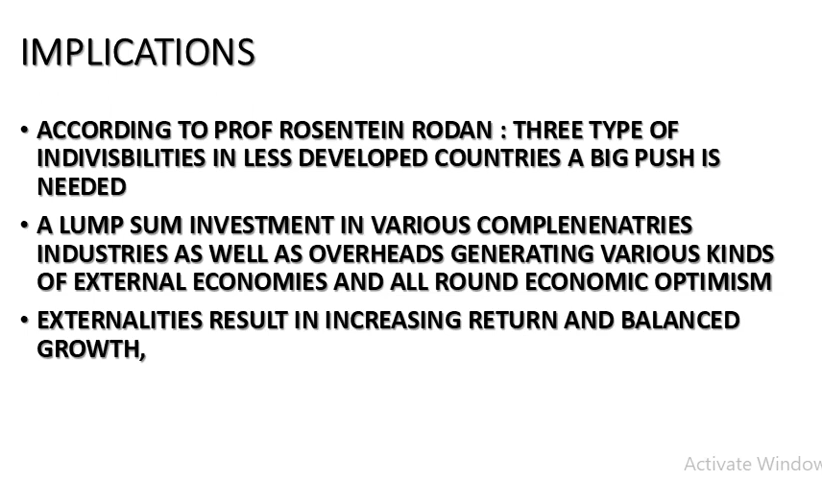 IMPLICATIONS
• ACCORDING TO PROF ROSENTEIN RODAN : THREE TYPE OF
INDIVISBILITIES IN LESS DEVELOPED COUNTRIES A BIG PUSH IS
NEEDED
• A LUMP SUM INVESTMENT IN VARIOUS COMPLENENATRIES
INDUSTRIES AS WELL AS OVERHEADS GENERATING VARIOUS KINDS
OF EXTERNAL ECONOMIES AND ALL ROUND ECONOMIC OPTIMISM
• EXTERNALITIES RESULT IN INCREASING RETURN AND BALANCED
GROWTH,
Activate Window